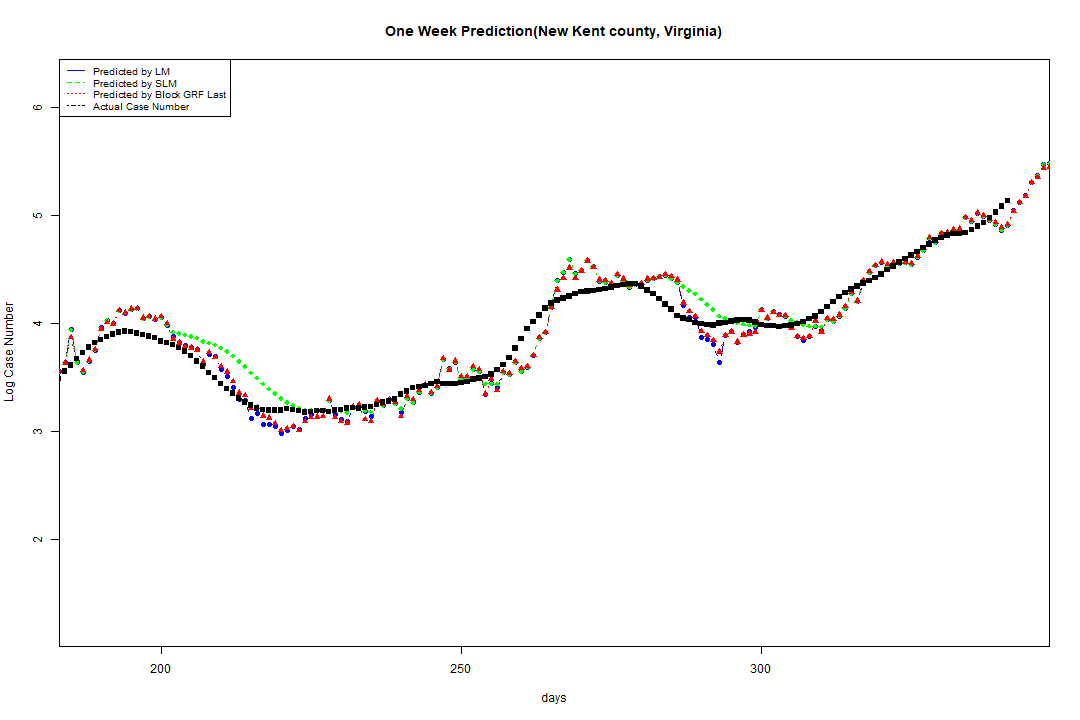 One Week Prediction(New Kent county, Virginia)
Predicted by LM
Predicted by SLM
Predicted by Block GRF Last
Actual Case Number
6
5
4
3
2
Log Case Number
200
250
300
days